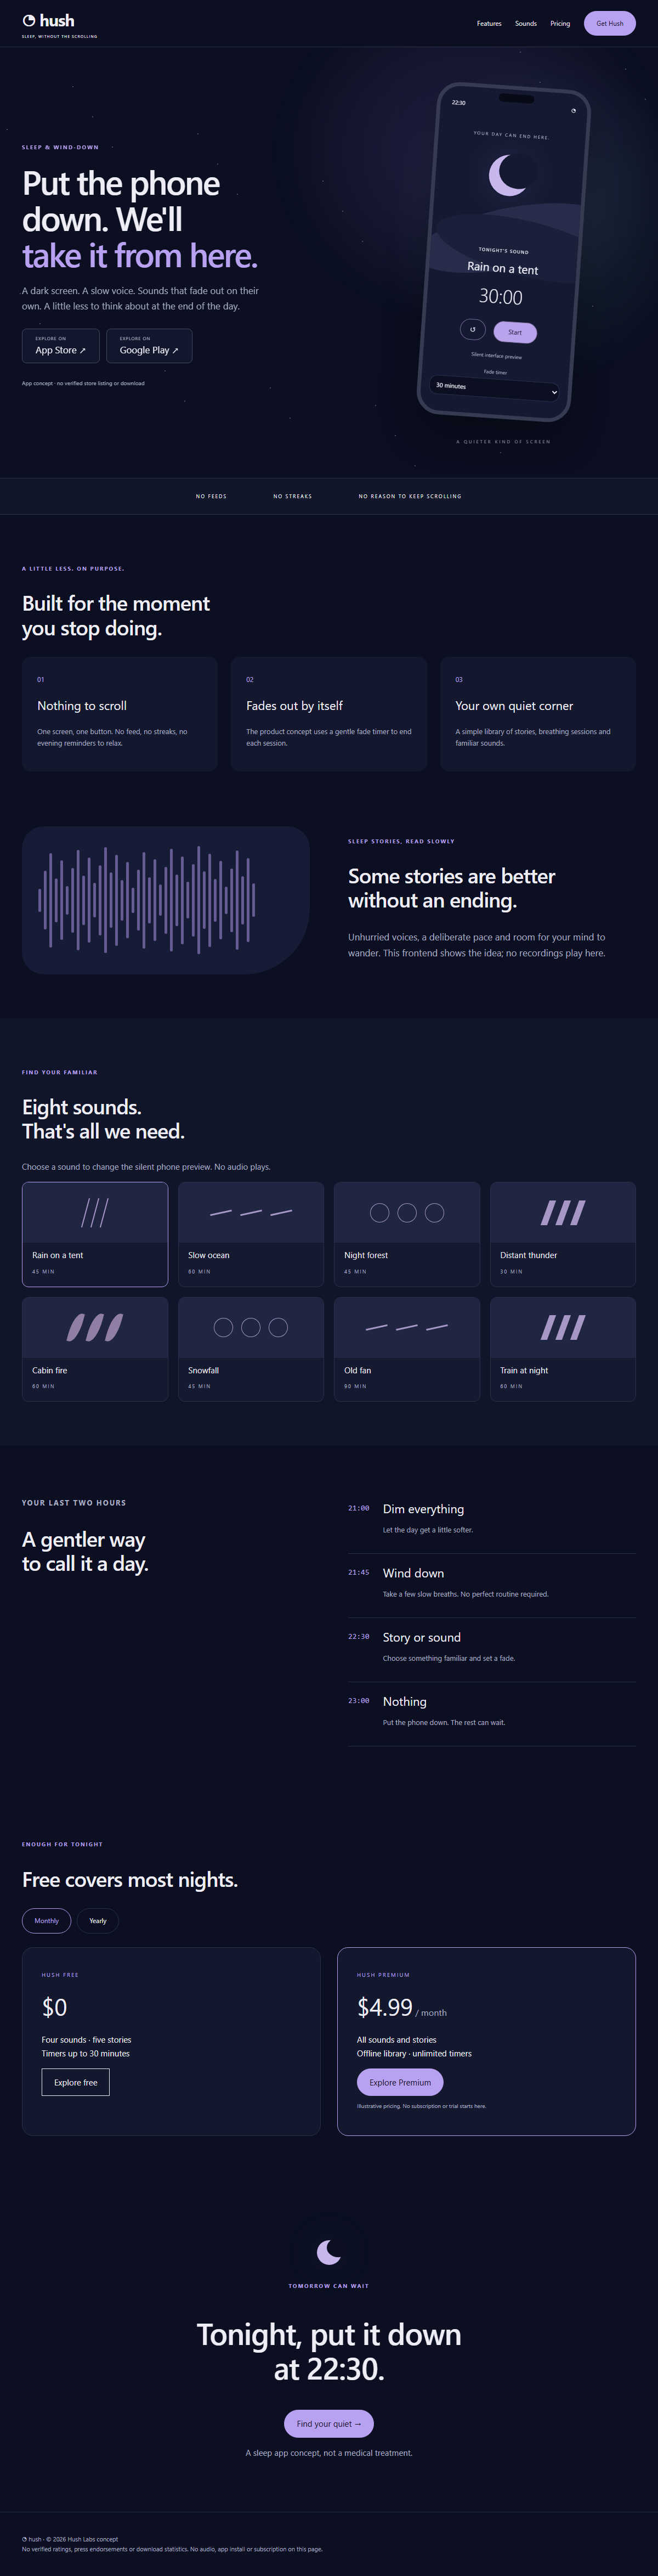 ◔ hush
SLEEP, WITHOUT THE SCROLLING
Features
Sounds
Pricing
Get Hush
SLEEP & WIND-DOWN
Put the phone
down. We'll
take it from here.
A dark screen. A slow voice. Sounds that fade out on their
own. A little less to think about at the end of the day.
EXPLORE ON
App Store ↗
EXPLORE ON
Google Play ↗
App concept · no verified store listing or download
22:30
◔
YOUR DAY CAN END HERE.
TONIGHT'S SOUND
Rain on a tent
30:00
↺
Start
Silent interface preview
Fade timer
30 minutes
A QUIETER KIND OF SCREEN
NO FEEDS
NO STREAKS
NO REASON TO KEEP SCROLLING
A LITTLE LESS, ON PURPOSE.
Built for the moment
you stop doing.
01
Nothing to scroll
One screen, one button. No feed, no streaks, no
evening reminders to relax.
02
Fades out by itself
The product concept uses a gentle fade timer to end
each session.
03
Your own quiet corner
A simple library of stories, breathing sessions and
familiar sounds.
SLEEP STORIES, READ SLOWLY
Some stories are better
without an ending.
Unhurried voices, a deliberate pace and room for your mind to
wander. This frontend shows the idea; no recordings play here.
FIND YOUR FAMILIAR
Eight sounds.
That's all we need.
Choose a sound to change the silent phone preview. No audio plays.
Rain on a tent
45 MIN
Slow ocean
60 MIN
Night forest
45 MIN
Distant thunder
30 MIN
Cabin fire
60 MIN
Snowfall
45 MIN
Old fan
90 MIN
Train at night
60 MIN
YOUR LAST TWO HOURS
A gentler way
to call it a day.
21:00
Dim everything
Let the day get a little softer.
21:45
Wind down
Take a few slow breaths. No perfect routine required.
22:30
Story or sound
Choose something familiar and set a fade.
23:00
Nothing
Put the phone down. The rest can wait.
ENOUGH FOR TONIGHT
Free covers most nights.
Monthly
Yearly
HUSH FREE
$0
Four sounds · five stories
Timers up to 30 minutes
Explore free
HUSH PREMIUM
$4.99 / month
All sounds and stories
Offline library · unlimited timers
Explore Premium
Illustrative pricing. No subscription or trial starts here.
TOMORROW CAN WAIT
Tonight, put it down
at 22:30.
Find your quiet →
A sleep app concept, not a medical treatment.
◔ hush · © 2026 Hush Labs concept
No verified ratings, press endorsements or download statistics. No audio, app install or subscription on this page.